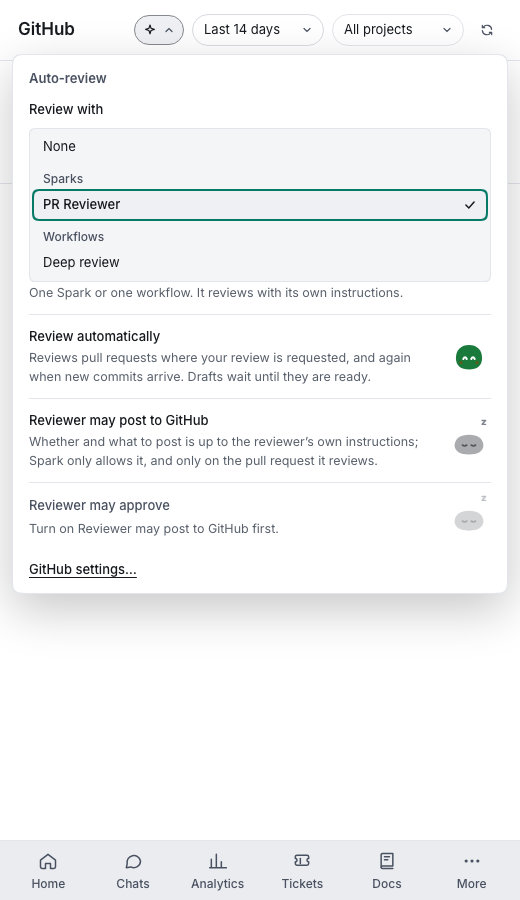 GitHub
Last 14 days
All projects
Auto-review
Review with
None
Sparks
PR Reviewer
Workflows
Deep review
One Spark or one workflow. It reviews with its own instructions.
Review automatically
Reviews pull requests where your review is requested, and again
when new commits arrive. Drafts wait until they are ready.
Reviewer may post to GitHub
z
Whether and what to post is up to the reviewer’s own instructions;
Spark only allows it, and only on the pull request it reviews.
Reviewer may approve
z
Turn on Reviewer may post to GitHub first.
GitHub settings...
Home
Chats
Analytics
Tickets
Docs
More